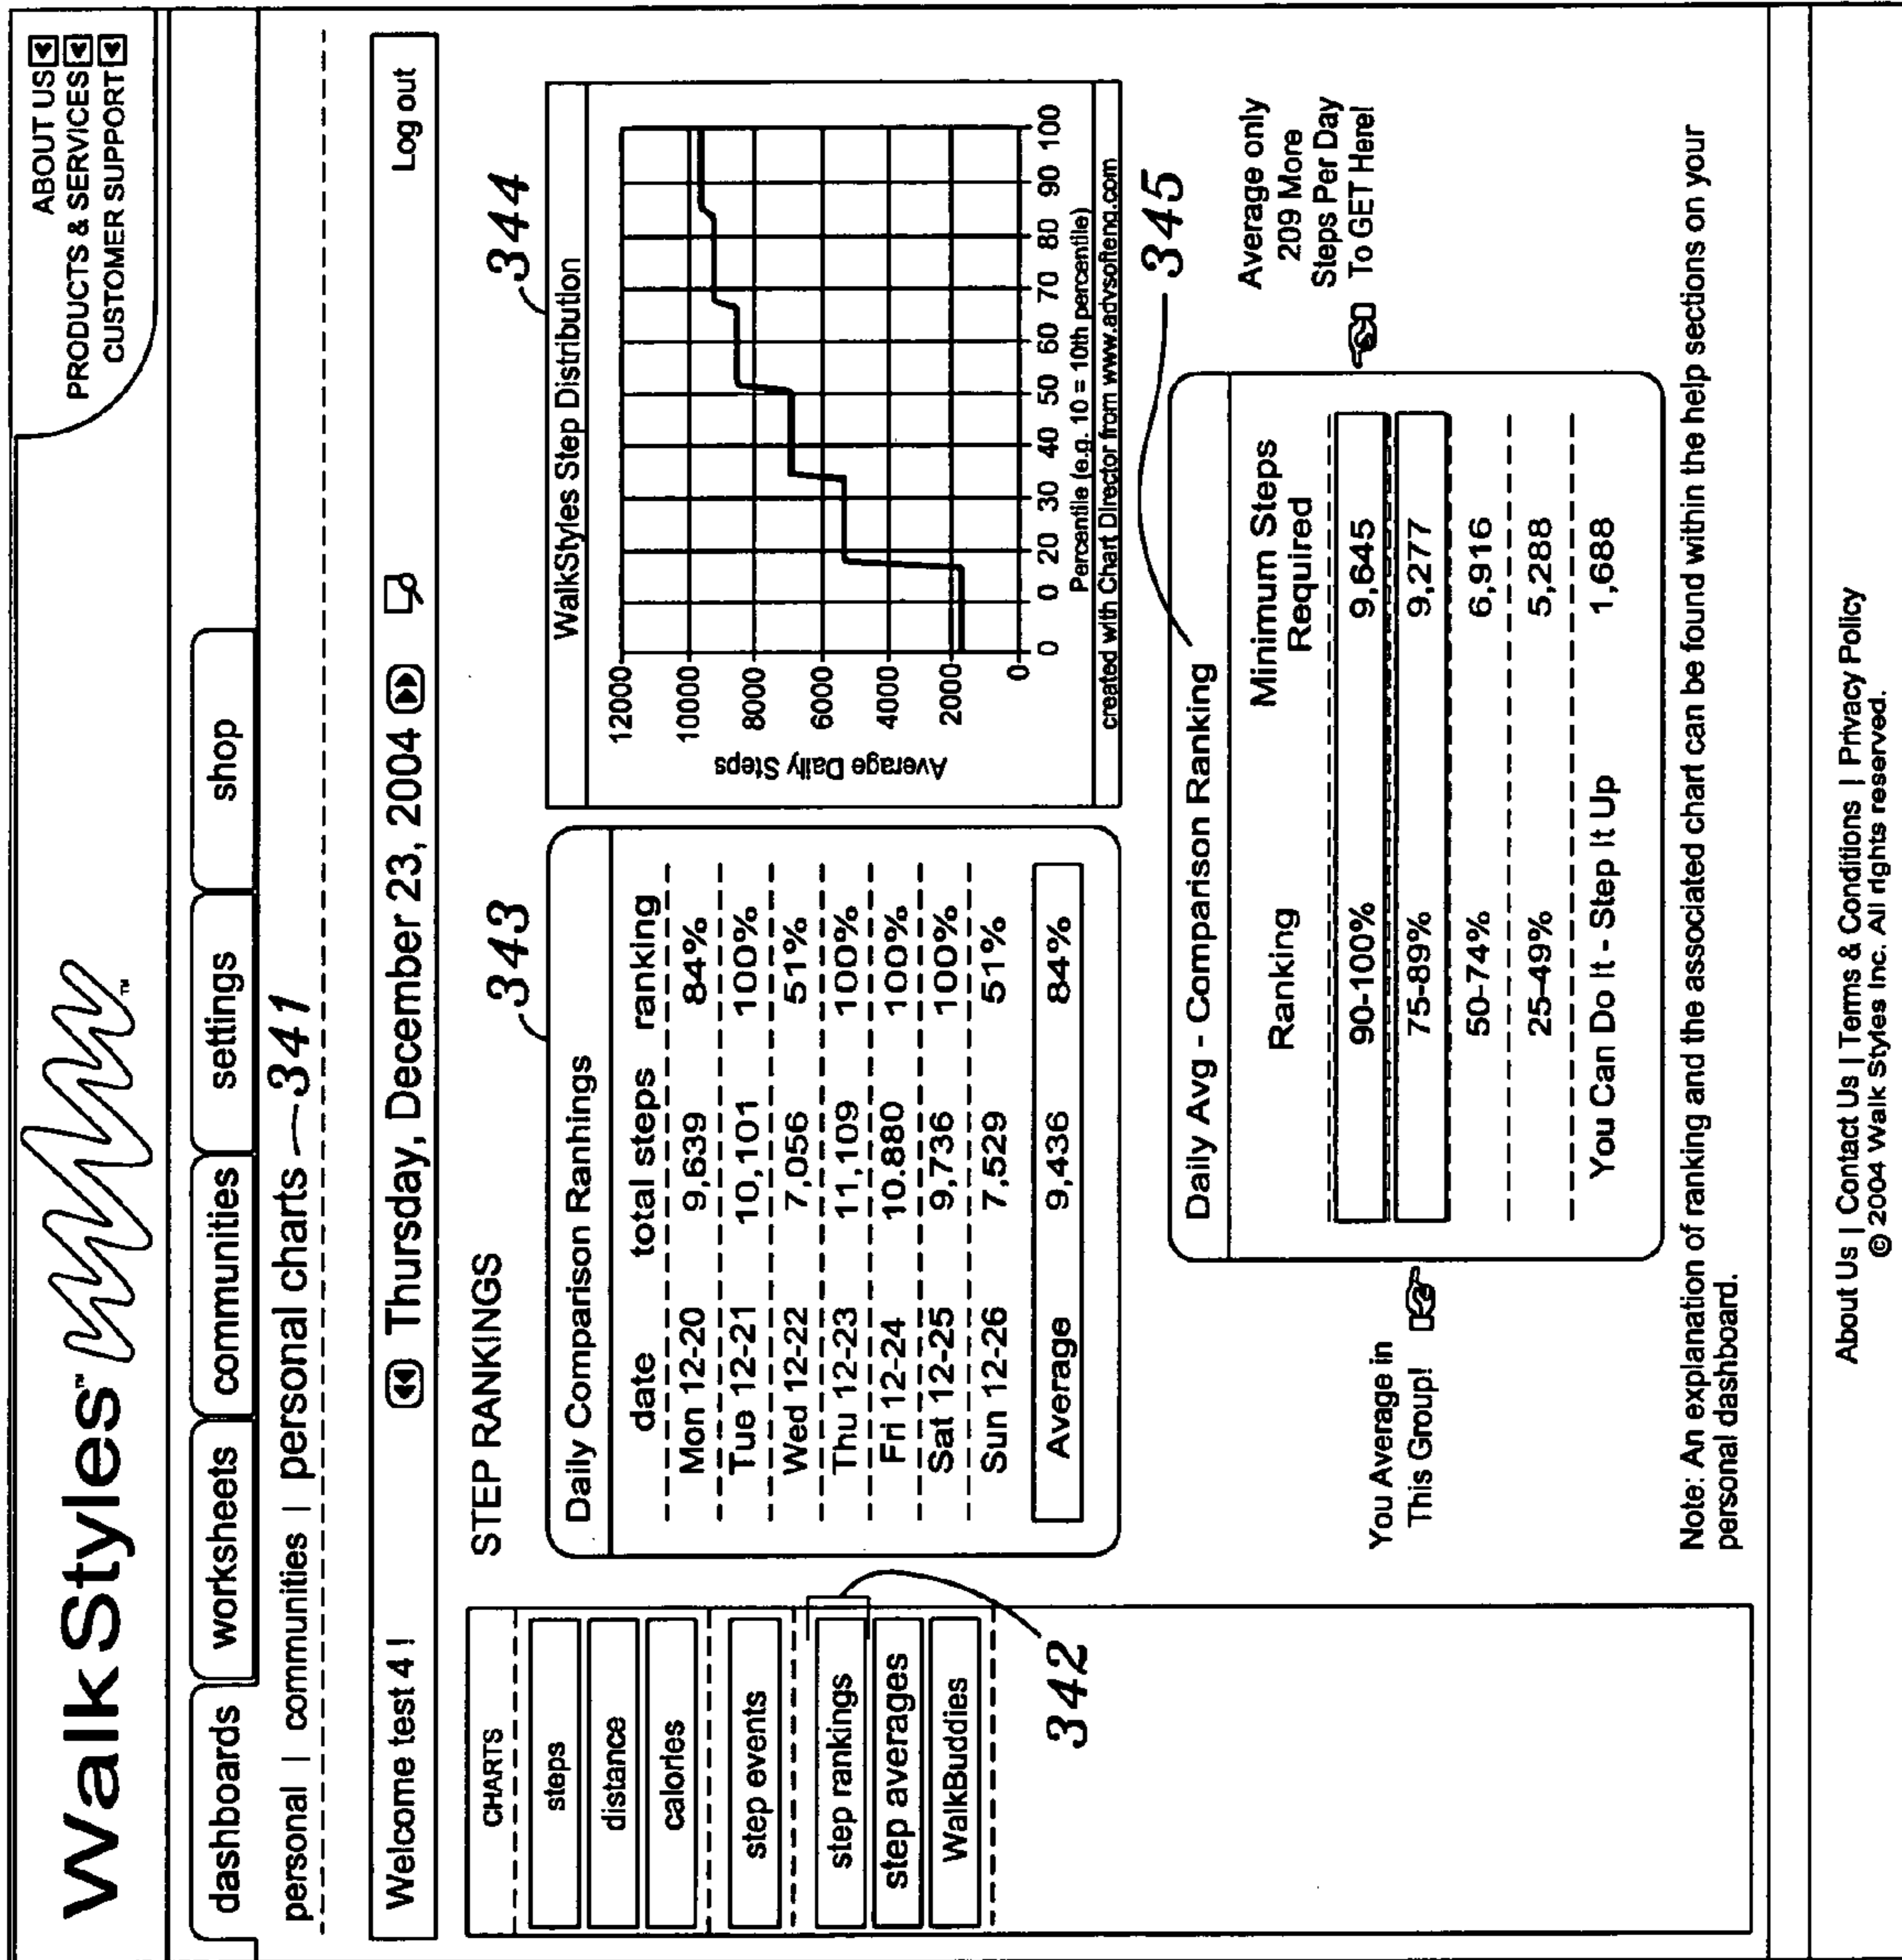 WalkStyles™
™
ABOUT US
PRODUCTS & SERVICES
CUSTOMER SUPPORT
dashboards worksheets communities settings shop
personal | communities | personal charts 341
Welcome test 4 ! Thursday, December 23, 2004 Log out
CHARTS
steps
distance
calories
step events
step rankings
step averages
WalkBuddies
342
STEP RANKINGS
343
Daily Comparison Ranhings
date total steps ranking
Mon 12-20 9,639 84%
Tue 12-21 10,101 100%
Wed 12-22 7,056 51%
Thu 12-23 11,109 100%
Fri 12-24 10.880 100%
Sat 12-25 9,736 100%
Sun 12-26 7,529 51%
Average 9,436 84%
344
WalkStyles Step Distribution
Average Daily Steps
12000
10000
8000
6000
4000
2000
0
0 0 20 30 40 50 60 70 80 90 100
Percentile (e.g. 10 = 10th percentile)
created with Chart Director from www.advsofteng.com
345
Daily Avg - Comparison Ranking
Ranking Minimum Steps
Required
90-100% 9,645
75-89% 9,277
50-74% 6,916
25-49% 5,288
You Can Do It - Step It Up 1,688
You Average in
This Group!
Average only
209 More
Steps Per Day
To GET Here!
Note: An explanation of ranking and the associated chart can be found within the help sections on your
personal dashboard.
About Us | Contact Us | Terms & Conditions | Privacy Policy
© 2004 Walk Styles Inc. All rights reserved.